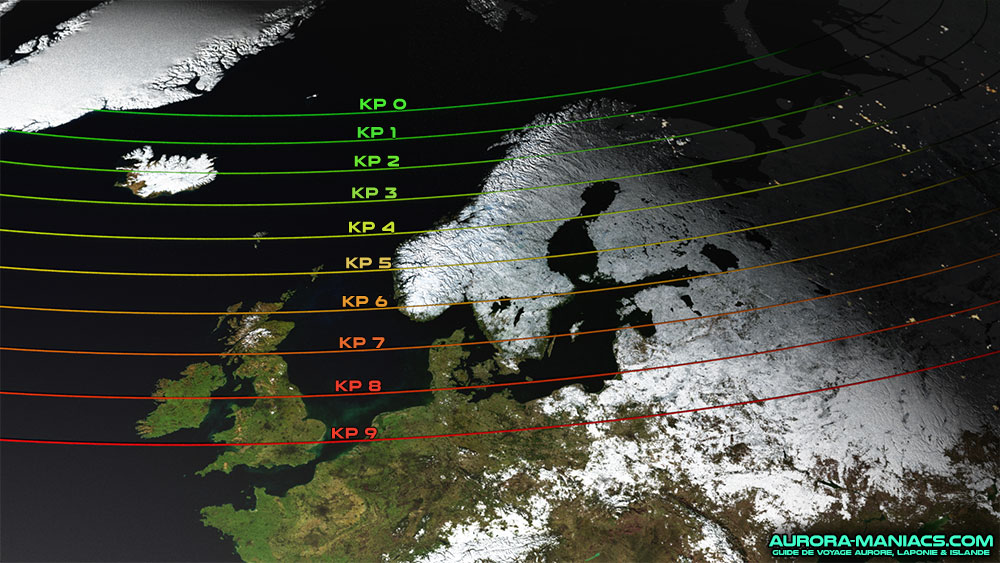 KP 0
KP 1
KP 2
KP 3
KP 4
KP 5
KP 6
KP 7
KP 8
KP 9
AURORA-MANIACS.COM
GUIDE DE VOYAGE AURORE, LAPONIE & ISLANDE